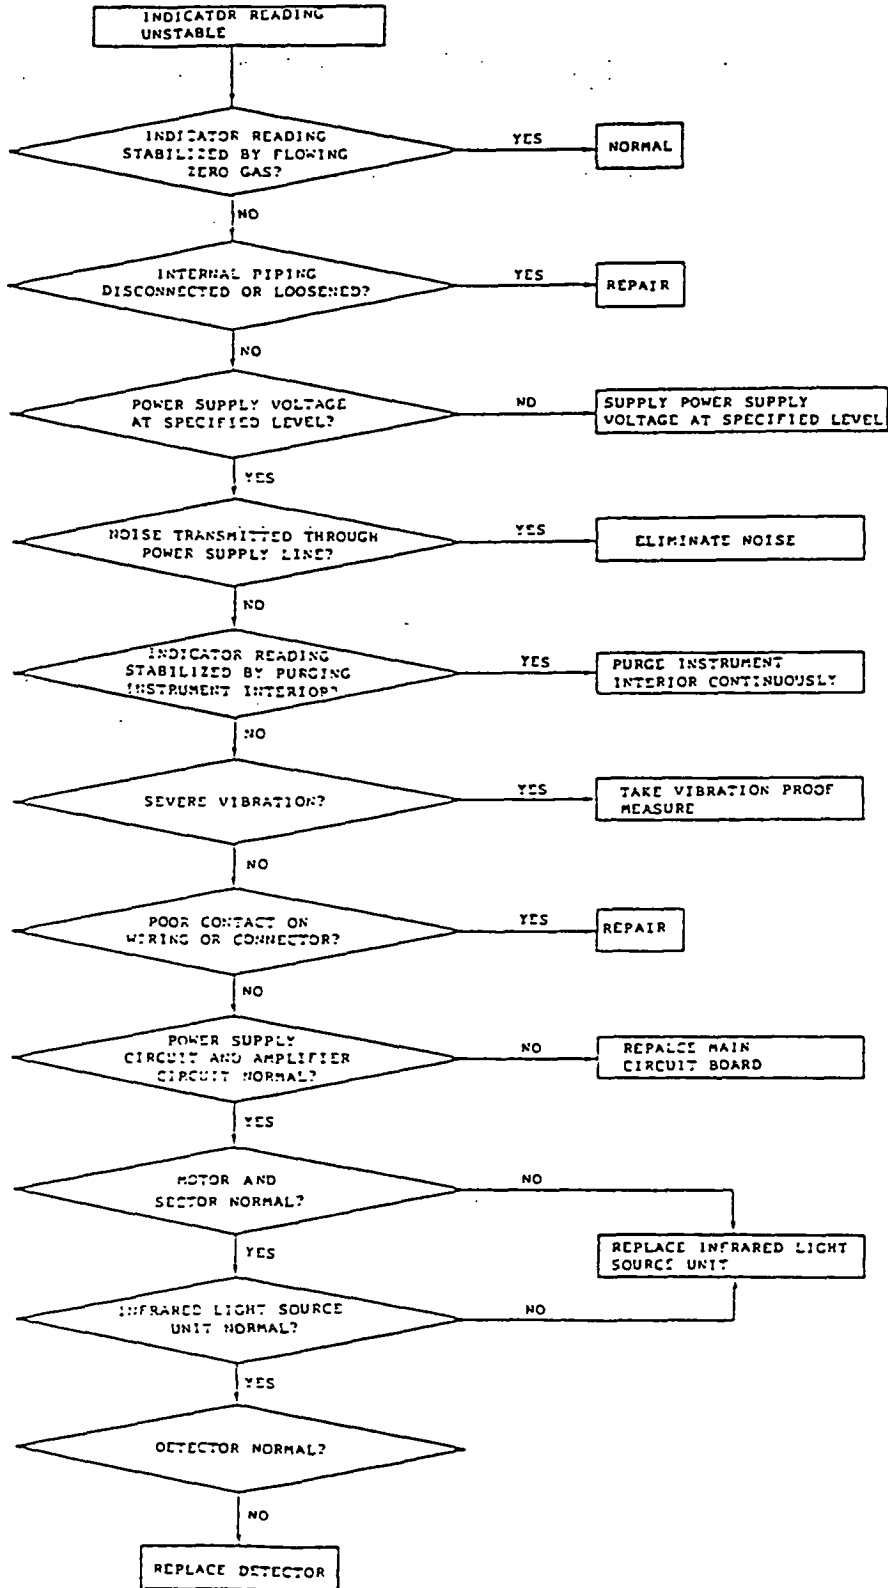 INDICATOR READING
UNSTABLE
INDICATOR READING
STABILIZED BY FLOWING
ZERO GAS?
YES
NORMAL
NO
INTERNAL PIPING
DISCONNECTED OR LOOSENED?
YES
REPAIR
NO
POWER SUPPLY VOLTAGE
AT SPECIFIED LEVEL?
NO
SUPPLY POWER SUPPLY
VOLTAGE AT SPECIFIED LEVEL
YES
NOISE TRANSMITTED THROUGH
POWER SUPPLY LINE?
YES
ELIMINATE NOISE
NO
INDICATOR READING
STABILIZED BY PURGING
INSTRUMENT INTERIOR?
YES
PURGE INSTRUMENT
INTERIOR CONTINUOUSLY
NO
SEVERE VIBRATION?
YES
TAKE VIBRATION PROOF
MEASURE
NO
POOR CONTACT ON
WIRING OR CONNECTOR?
YES
REPAIR
NO
POWER SUPPLY
CIRCUIT AND AMPLIFIER
CIRCUIT NORMAL?
NO
REPALCE MAIN
CIRCUIT BOARD
YES
MOTOR AND
SECTOR NORMAL?
NO
REPLACE INFRARED LIGHT
SOURCE UNIT
YES
INFRARED LIGHT SOURCE
UNIT NORMAL?
NO
YES
DETECTOR NORMAL?
NO
REPLACE DETECTOR